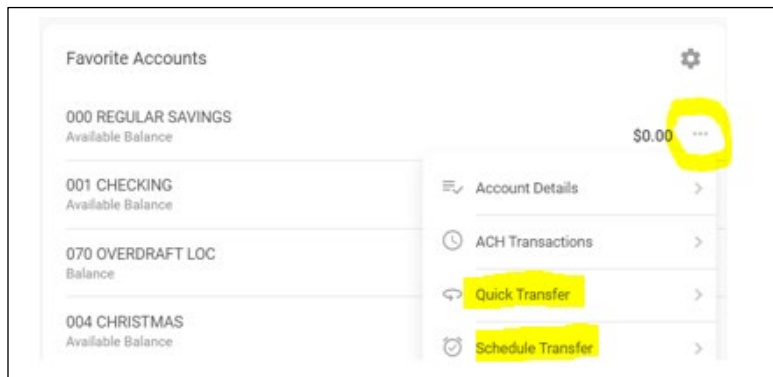 Favorite Accounts
000 REGULAR SAVINGS
Available Balance
$0.00 ...
001 CHECKING
Available Balance
Account Details
070 OVERDRAFT LOC
Balance
ACH Transactions
Quick Transfer
004 CHRISTMAS
Available Balance
Schedule Transfer